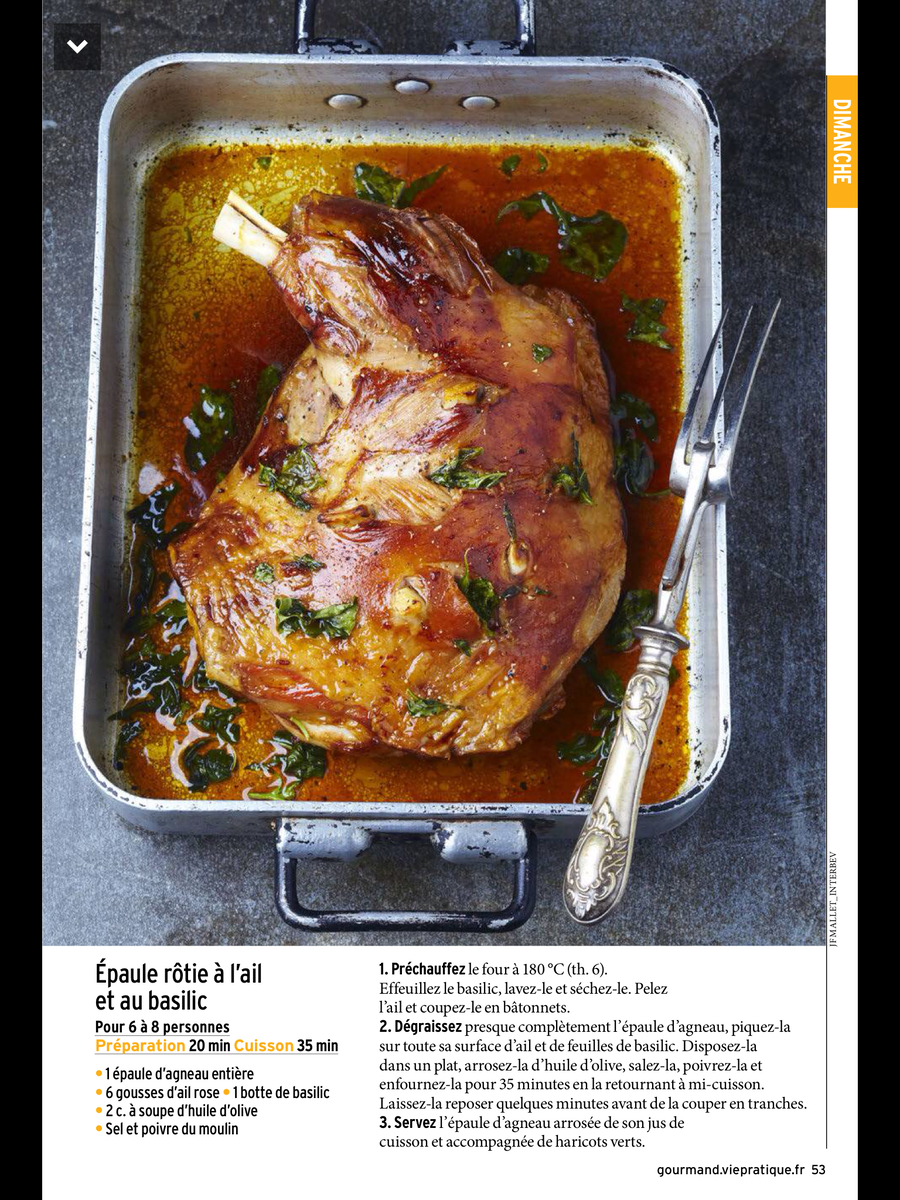 DIMANCHE
JFMALLET_INTERBEV
Épaule rôtie à l'ail
et au basilic
Pour 6 à 8 personnes
Préparation 20 min Cuisson 35 min
• 1 épaule d'agneau entière
• 6 gousses d'ail rose • 1 botte de basilic
• 2 c. à soupe d'huile d'olive
• Sel et poivre du moulin
1. Préchauffez le four à 180 °C (th. 6).
Effeuillez le basilic, lavez-le et séchez-le. Pelez
l'ail et coupez-le en bâtonnets.
2. Dégraissez presque complètement l'épaule d'agneau, piquez-la
sur toute sa surface d'ail et de feuilles de basilic. Disposez-la
dans un plat, arrosez-la d'huile d'olive, salez-la, poivrez-la et
enfournez-la pour 35 minutes en la retournant à mi-cuisson.
Laissez-la reposer quelques minutes avant de la couper en tranches.
3. Servez l'épaule d'agneau arrosée de son jus de
cuisson et accompagnée de haricots verts.
gourmand.viepratique.fr 53